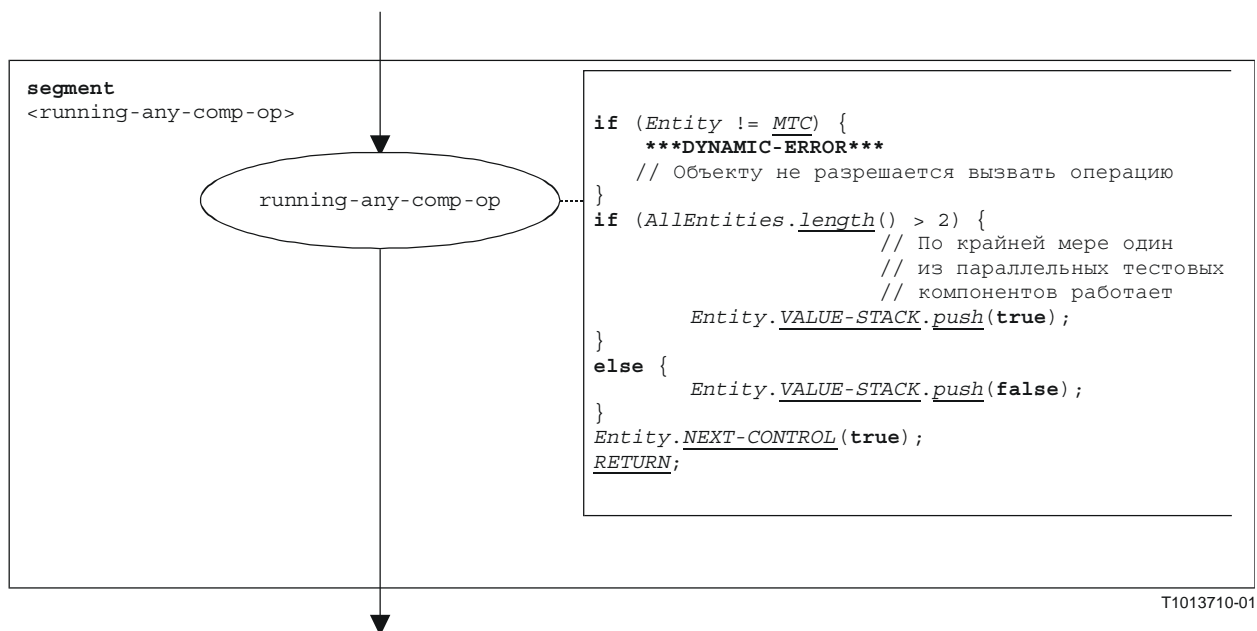 segment
<running-any-comp-op>
running-any-comp-op
if (Entity != MTC) {
***DYNAMIC-ERROR***
// Объекту не разрешается вызвать операцию
}
if (AllEntities.length() > 2) {
// По крайней мере один
// из параллельных тестовых
// компонентов работает
Entity.VALUE-STACK.push(true);
}
else {
Entity.VALUE-STACK.push(false);
}
Entity.NEXT-CONTROL(true);
RETURN;
T1013710-01